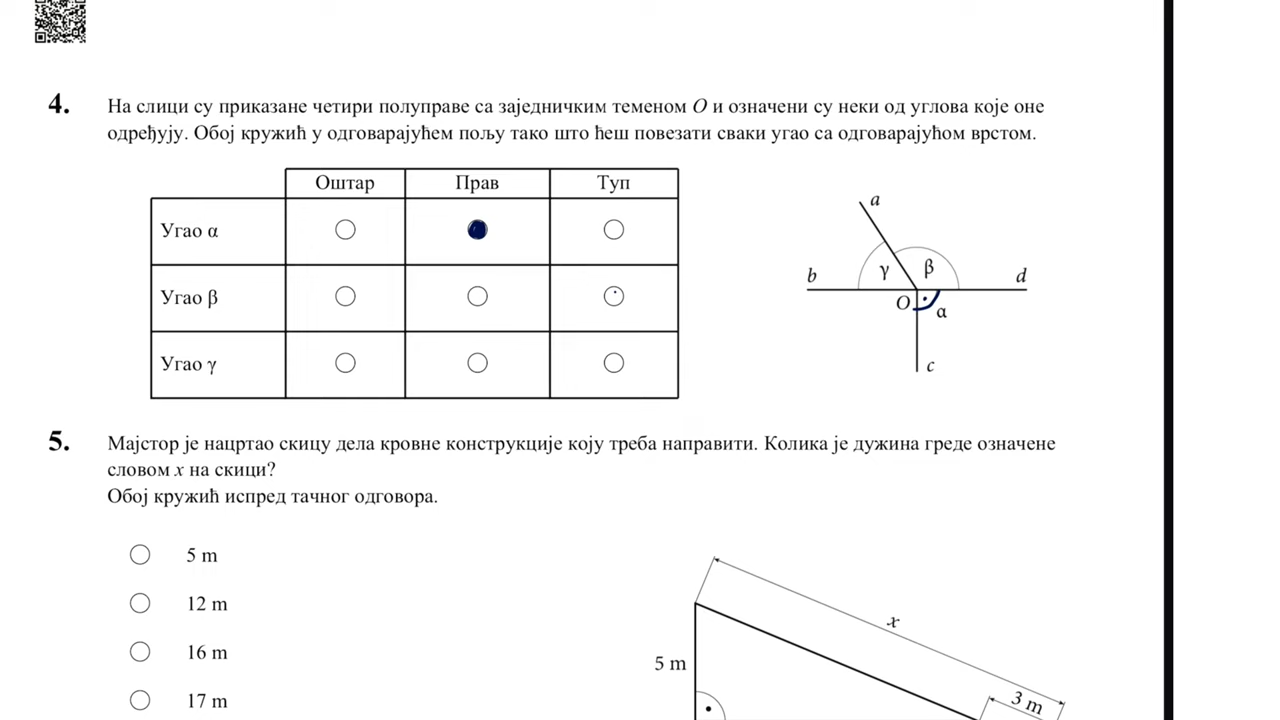 4. На слици су приказане четири полуправе са заједничким теменом O и означени су неки од углова које оне
одређују. Обој кружић у одговарајућем пољу тако што ћеш повезати сваки угао са одговарајућом врстом.
Оштар Прав Туп
Угао α
Угао β
Угао γ
a
b γ β d
O α
c
5. Мајстор је нацртао скицу дела кровне конструкције коју треба направити. Колика је дужина греде означене
словом x на скици?
Обој кружић испред тачног одговора.
5 m
12 m
16 m
17 m
x
5 m
3 m